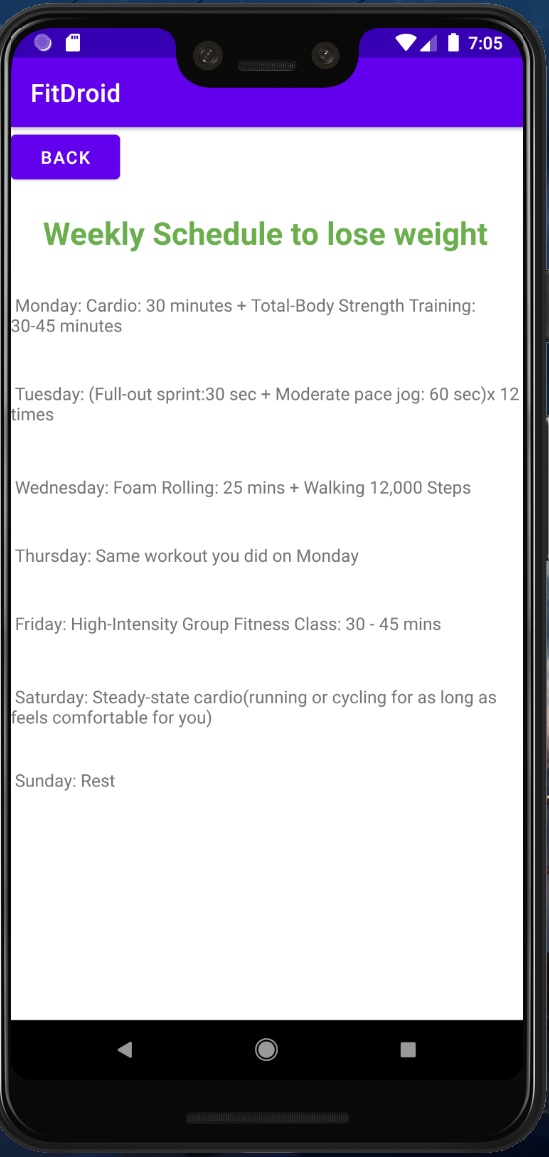 7:05
FitDroid
BACK
Weekly Schedule to lose weight
Monday: Cardio: 30 minutes + Total-Body Strength Training:
30-45 minutes
Tuesday: (Full-out sprint:30 sec + Moderate pace jog: 60 sec)x 12
times
Wednesday: Foam Rolling: 25 mins + Walking 12,000 Steps
Thursday: Same workout you did on Monday
Friday: High-Intensity Group Fitness Class: 30 - 45 mins
Saturday: Steady-state cardio(running or cycling for as long as
feels comfortable for you)
Sunday: Rest